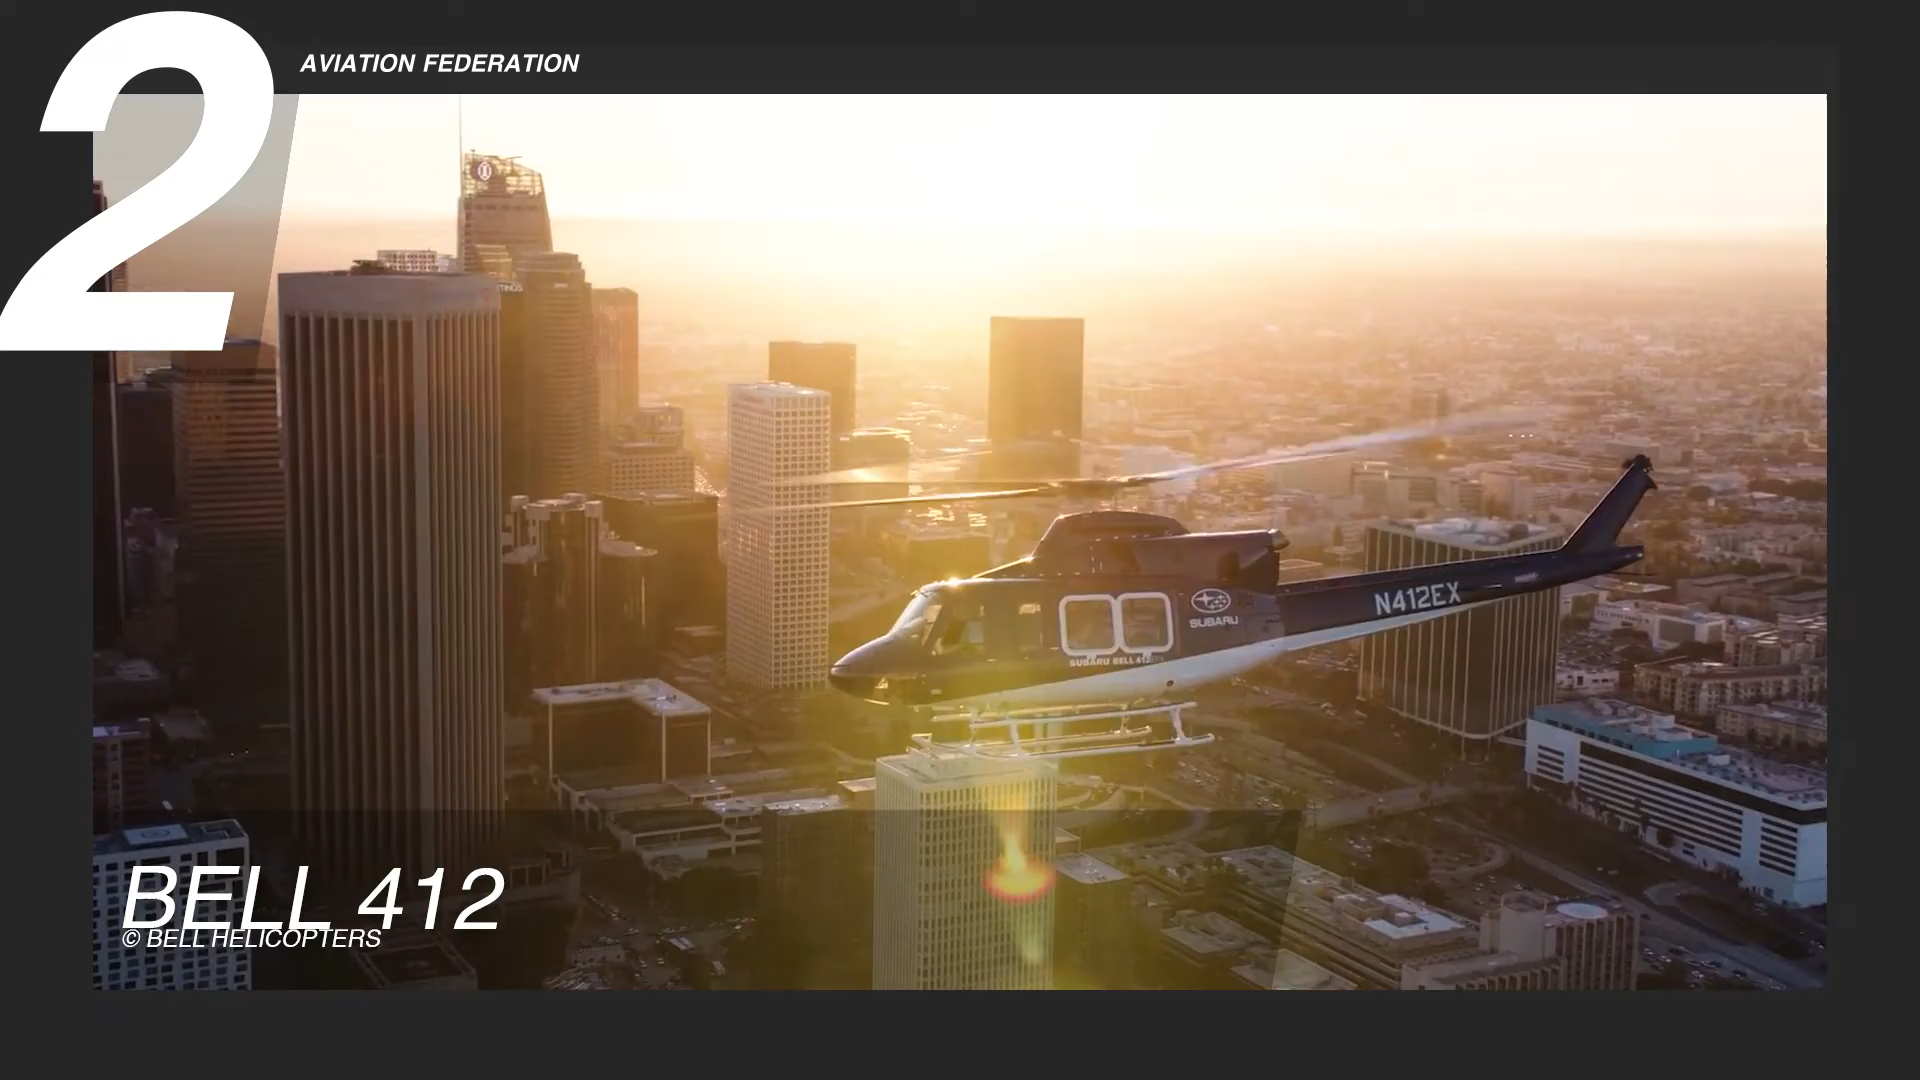 2
AVIATION FEDERATION
N412EX
SUBARU
SUBARU BELL 412
BELL 412
© BELL HELICOPTERS